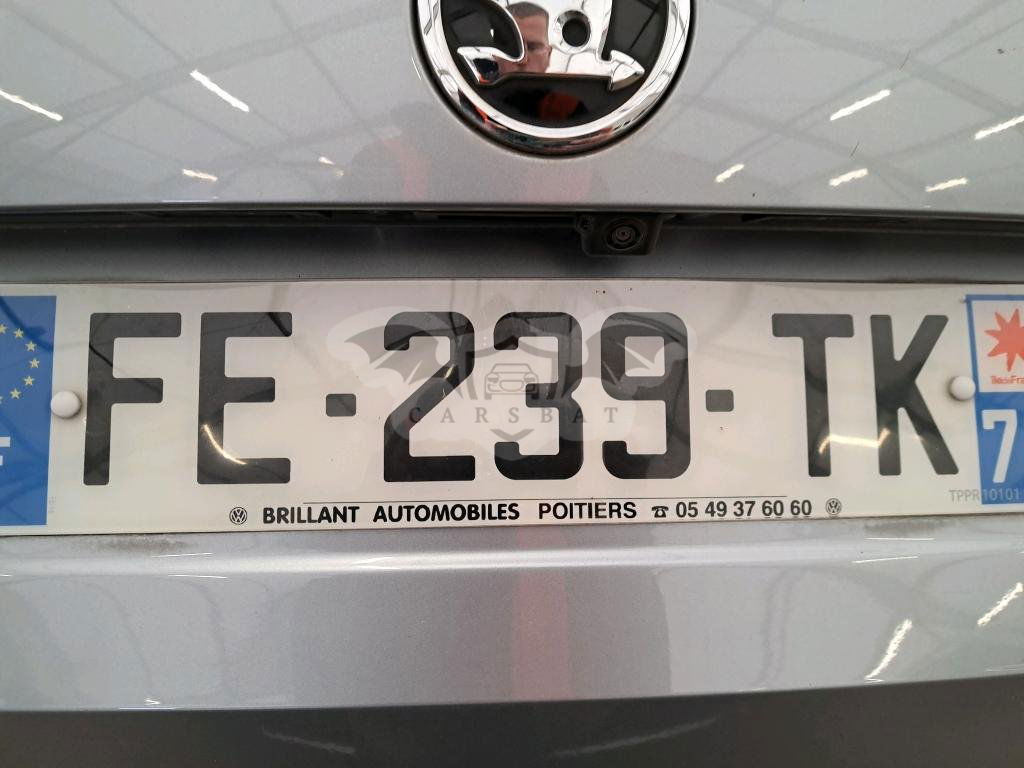 FE-239-TK
CARSBAT
F
7
TPPR10101
BRILLANT AUTOMOBILES POITIERS ☎ 05 49 37 60 60